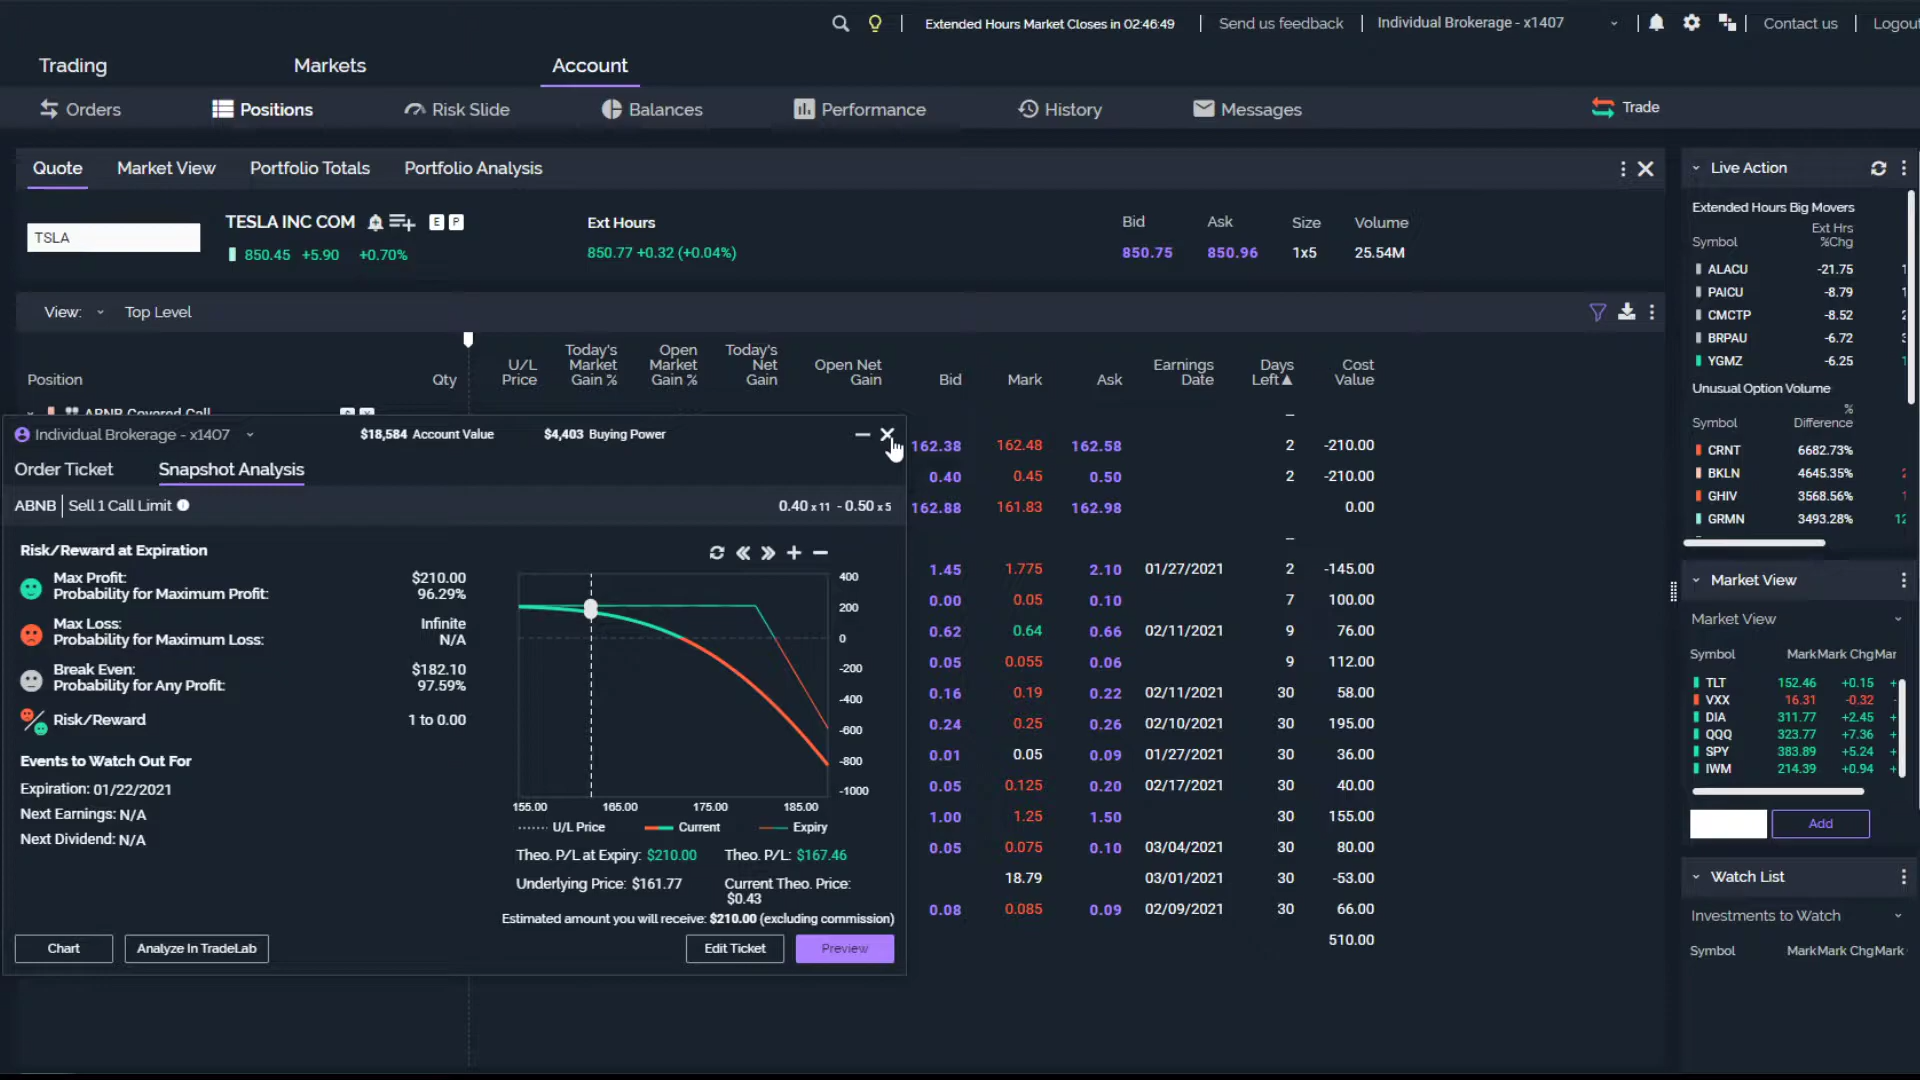 Extended Hours Market Closes in 02:46:49
Send us feedback
Individual Brokerage - x1407
Contact us
Logout
Trading
Markets
Account
Orders
Positions
Risk Slide
Balances
Performance
History
Messages
Trade
Quote
Market View
Portfolio Totals
Portfolio Analysis
TSLA
TESLA INC COM
E P
850.45 +5.90 +0.70%
Ext Hours
850.77 +0.32 (+0.04%)
Bid Ask Size Volume
850.75 850.96 1x5 25.54M
View: Top Level
Position Qty U/L Price Today's Market Gain % Open Market Gain % Today's Net Gain Open Net Gain Bid Mark Ask Earnings Date Days Left▲ Cost Value
ABNB Covered Call –
162.38 162.48 162.58 2 -210.00
0.40 0.45 0.50 2 -210.00
162.88 161.83 162.98 0.00
–
1.45 1.775 2.10 01/27/2021 2 -145.00
0.00 0.05 0.10 7 100.00
0.62 0.64 0.66 02/11/2021 9 76.00
0.05 0.055 0.06 9 112.00
0.16 0.19 0.22 02/11/2021 30 58.00
0.24 0.25 0.26 02/10/2021 30 195.00
0.01 0.05 0.09 01/27/2021 30 36.00
0.05 0.125 0.20 02/17/2021 30 40.00
1.00 1.25 1.50 30 155.00
0.05 0.075 0.10 03/04/2021 30 80.00
18.79 03/01/2021 30 -53.00
0.08 0.085 0.09 02/09/2021 30 66.00
510.00
Individual Brokerage - x1407
$18,584 Account Value
$4,403 Buying Power
Order Ticket
Snapshot Analysis
ABNB | Sell 1 Call Limit
0.40 x 11 - 0.50 x 5
Risk/Reward at Expiration
Max Profit: $210.00
Probability for Maximum Profit: 96.29%
Max Loss: Infinite
Probability for Maximum Loss: N/A
Break Even: $182.10
Probability for Any Profit: 97.59%
Risk/Reward 1 to 0.00
Events to Watch Out For
Expiration: 01/22/2021
Next Earnings: N/A
Next Dividend: N/A
400
200
0
-200
-400
-600
-800
-1000
155.00 165.00 175.00 185.00
U/L Price Current Expiry
Theo. P/L at Expiry: $210.00 Theo. P/L: $167.46
Underlying Price: $161.77 Current Theo. Price:
$0.43
Estimated amount you will receive: $210.00 (excluding commission)
Chart
Analyze In TradeLab
Edit Ticket
Preview
Live Action
Extended Hours Big Movers
Symbol Ext Hrs %Chg
ALACU -21.75
PAICU -8.79
CMCTP -8.52
BRPAU -6.72
YGMZ -6.25
Unusual Option Volume
Symbol % Difference
CRNT 6682.73%
BKLN 4645.35%
GHIV 3568.56%
GRMN 3493.28% 12
Market View
Market View
Symbol MarkMark ChgMar
TLT 152.46 +0.15 +
VXX 16.31 -0.32 -
DIA 311.77 +2.45 +
QQQ 323.77 +7.36 +
SPY 383.89 +5.24 +
IWM 214.39 +0.94 +
Add
Watch List
Investments to Watch
Symbol MarkMark ChgMark